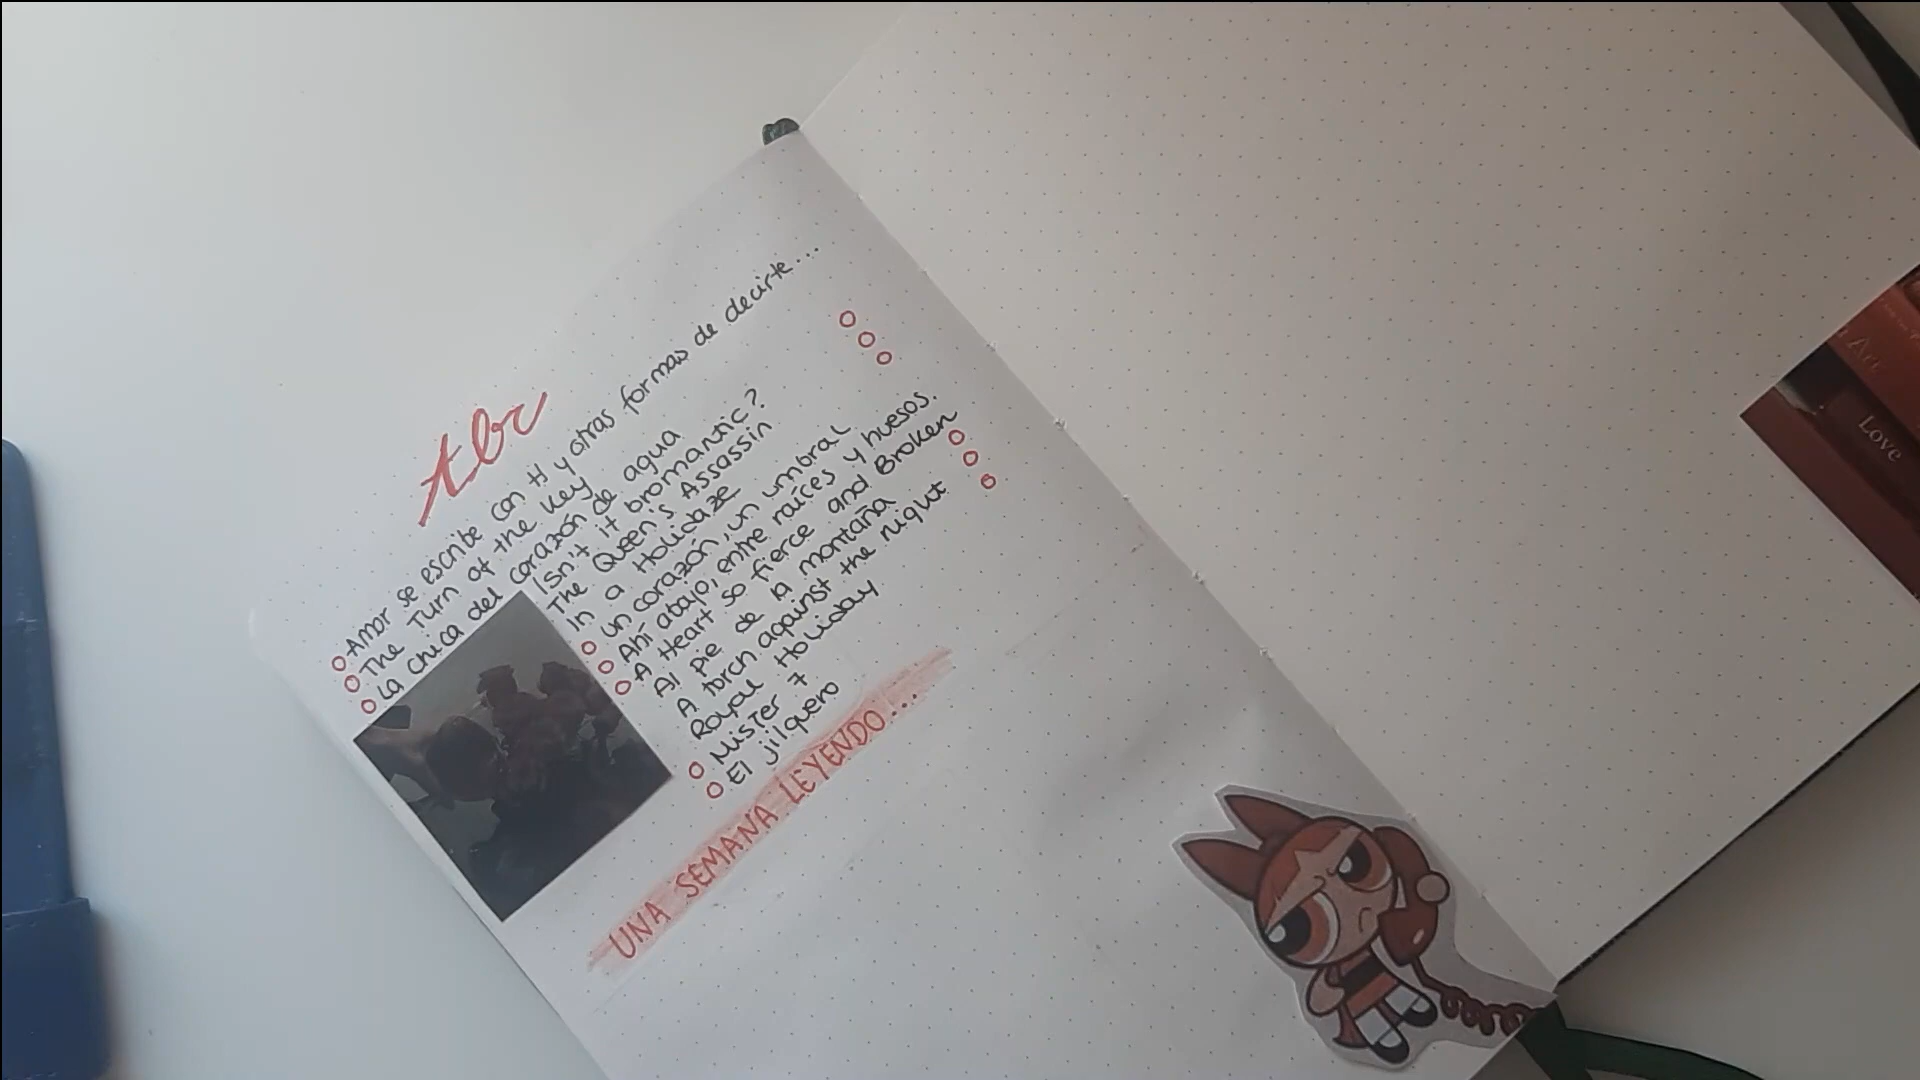 tbr
Amor se escribe con H y otras formas de decirte...
The Turn of the Key
La chica del corazón de agua
Isn't it bromantic?
The Queen's Assassin
In a Holidaze
Un corazón, un umbral
Ahí abajo, entre raíces y huesos.
A Heart so fierce and Broken
Al pie de la montaña
A torch against the night
Royal Holiday
Mister 7
El jilguero
UNA SEMANA LEYENDO...
Art
Love